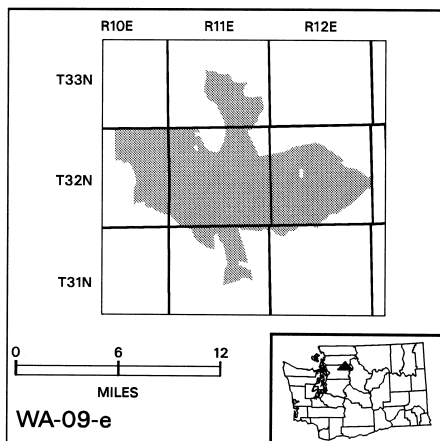 R10E R11E R12E
T33N
T32N
T31N
0 6 12
MILES
WA-09-e